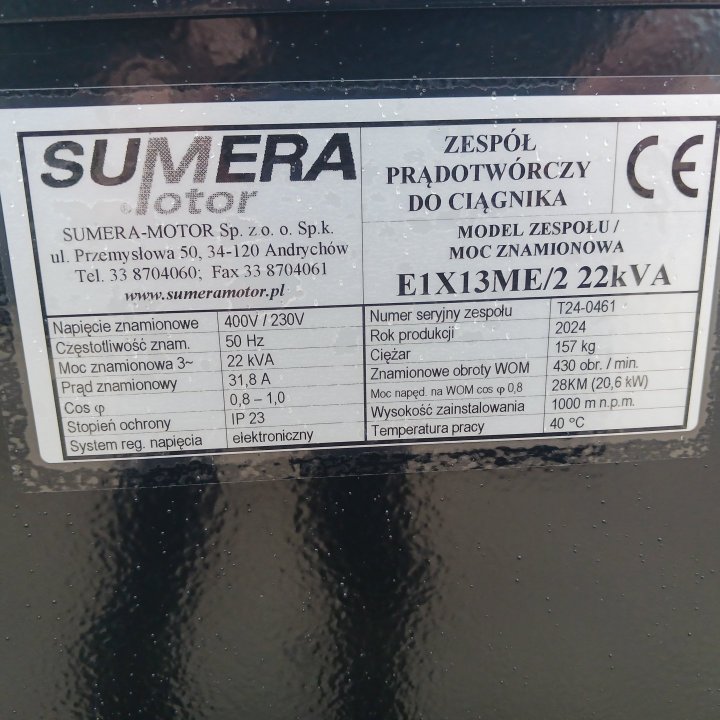 SUMERA
®otor
SUMERA-MOTOR Sp. z o. o. Sp.k.
ul. Przemysłowa 50, 34-120 Andrychów
Tel. 33 8704060; Fax 33 8704061
www.sumeramotor.pl
ZESPÓŁ
PRĄDOTWÓRCZY
DO CIĄGNIKA
CE
MODEL ZESPOŁU /
MOC ZNAMIONOWA
E1X13ME/2 22kVA
Napięcie znamionowe 400V / 230V
Częstotliwość znam. 50 Hz
Moc znamionowa 3~ 22 kVA
Prąd znamionowy 31,8 A
Cos φ 0,8 – 1,0
Stopień ochrony IP 23
System reg. napięcia elektroniczny
Numer seryjny zespołu T24-0461
Rok produkcji 2024
Ciężar 157 kg
Znamionowe obroty WOM 430 obr. / min.
Moc napęd. na WOM cos φ 0,8 28KM (20,6 kW)
Wysokość zainstalowania 1000 m n.p.m.
Temperatura pracy 40 °C